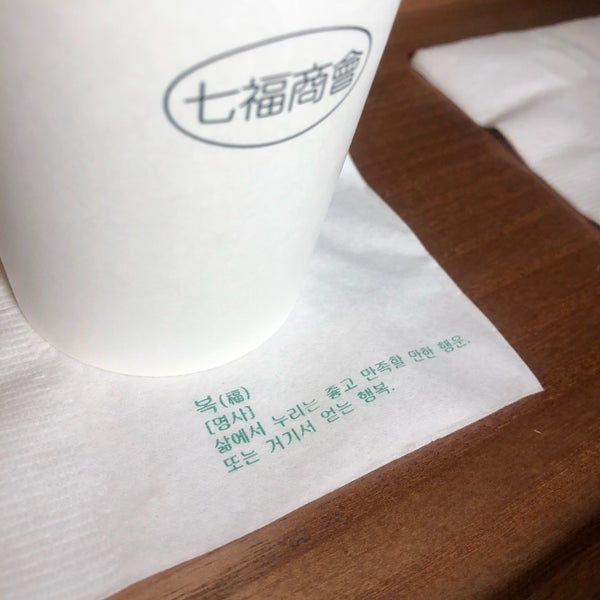 七福商會
복(福)
[명사]
삶에서 누리는 좋고 만족할 만한 행운.
또는 거기서 얻는 행복.